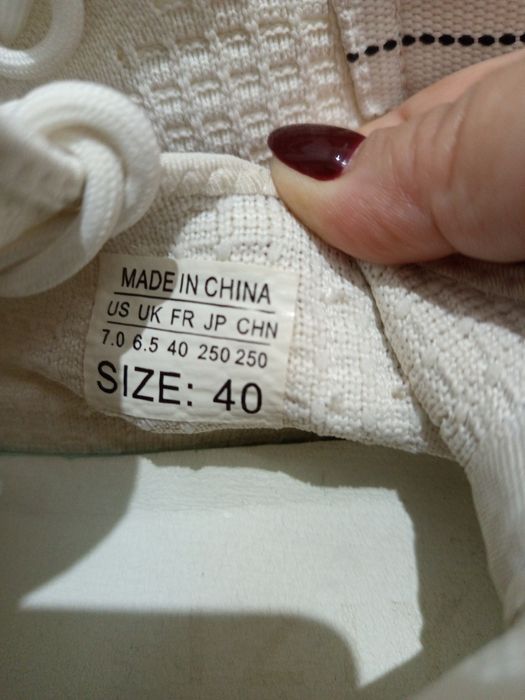 MADE IN CHINA
US UK FR JP CHN
7.0 6.5 40 250 250
SIZE: 40